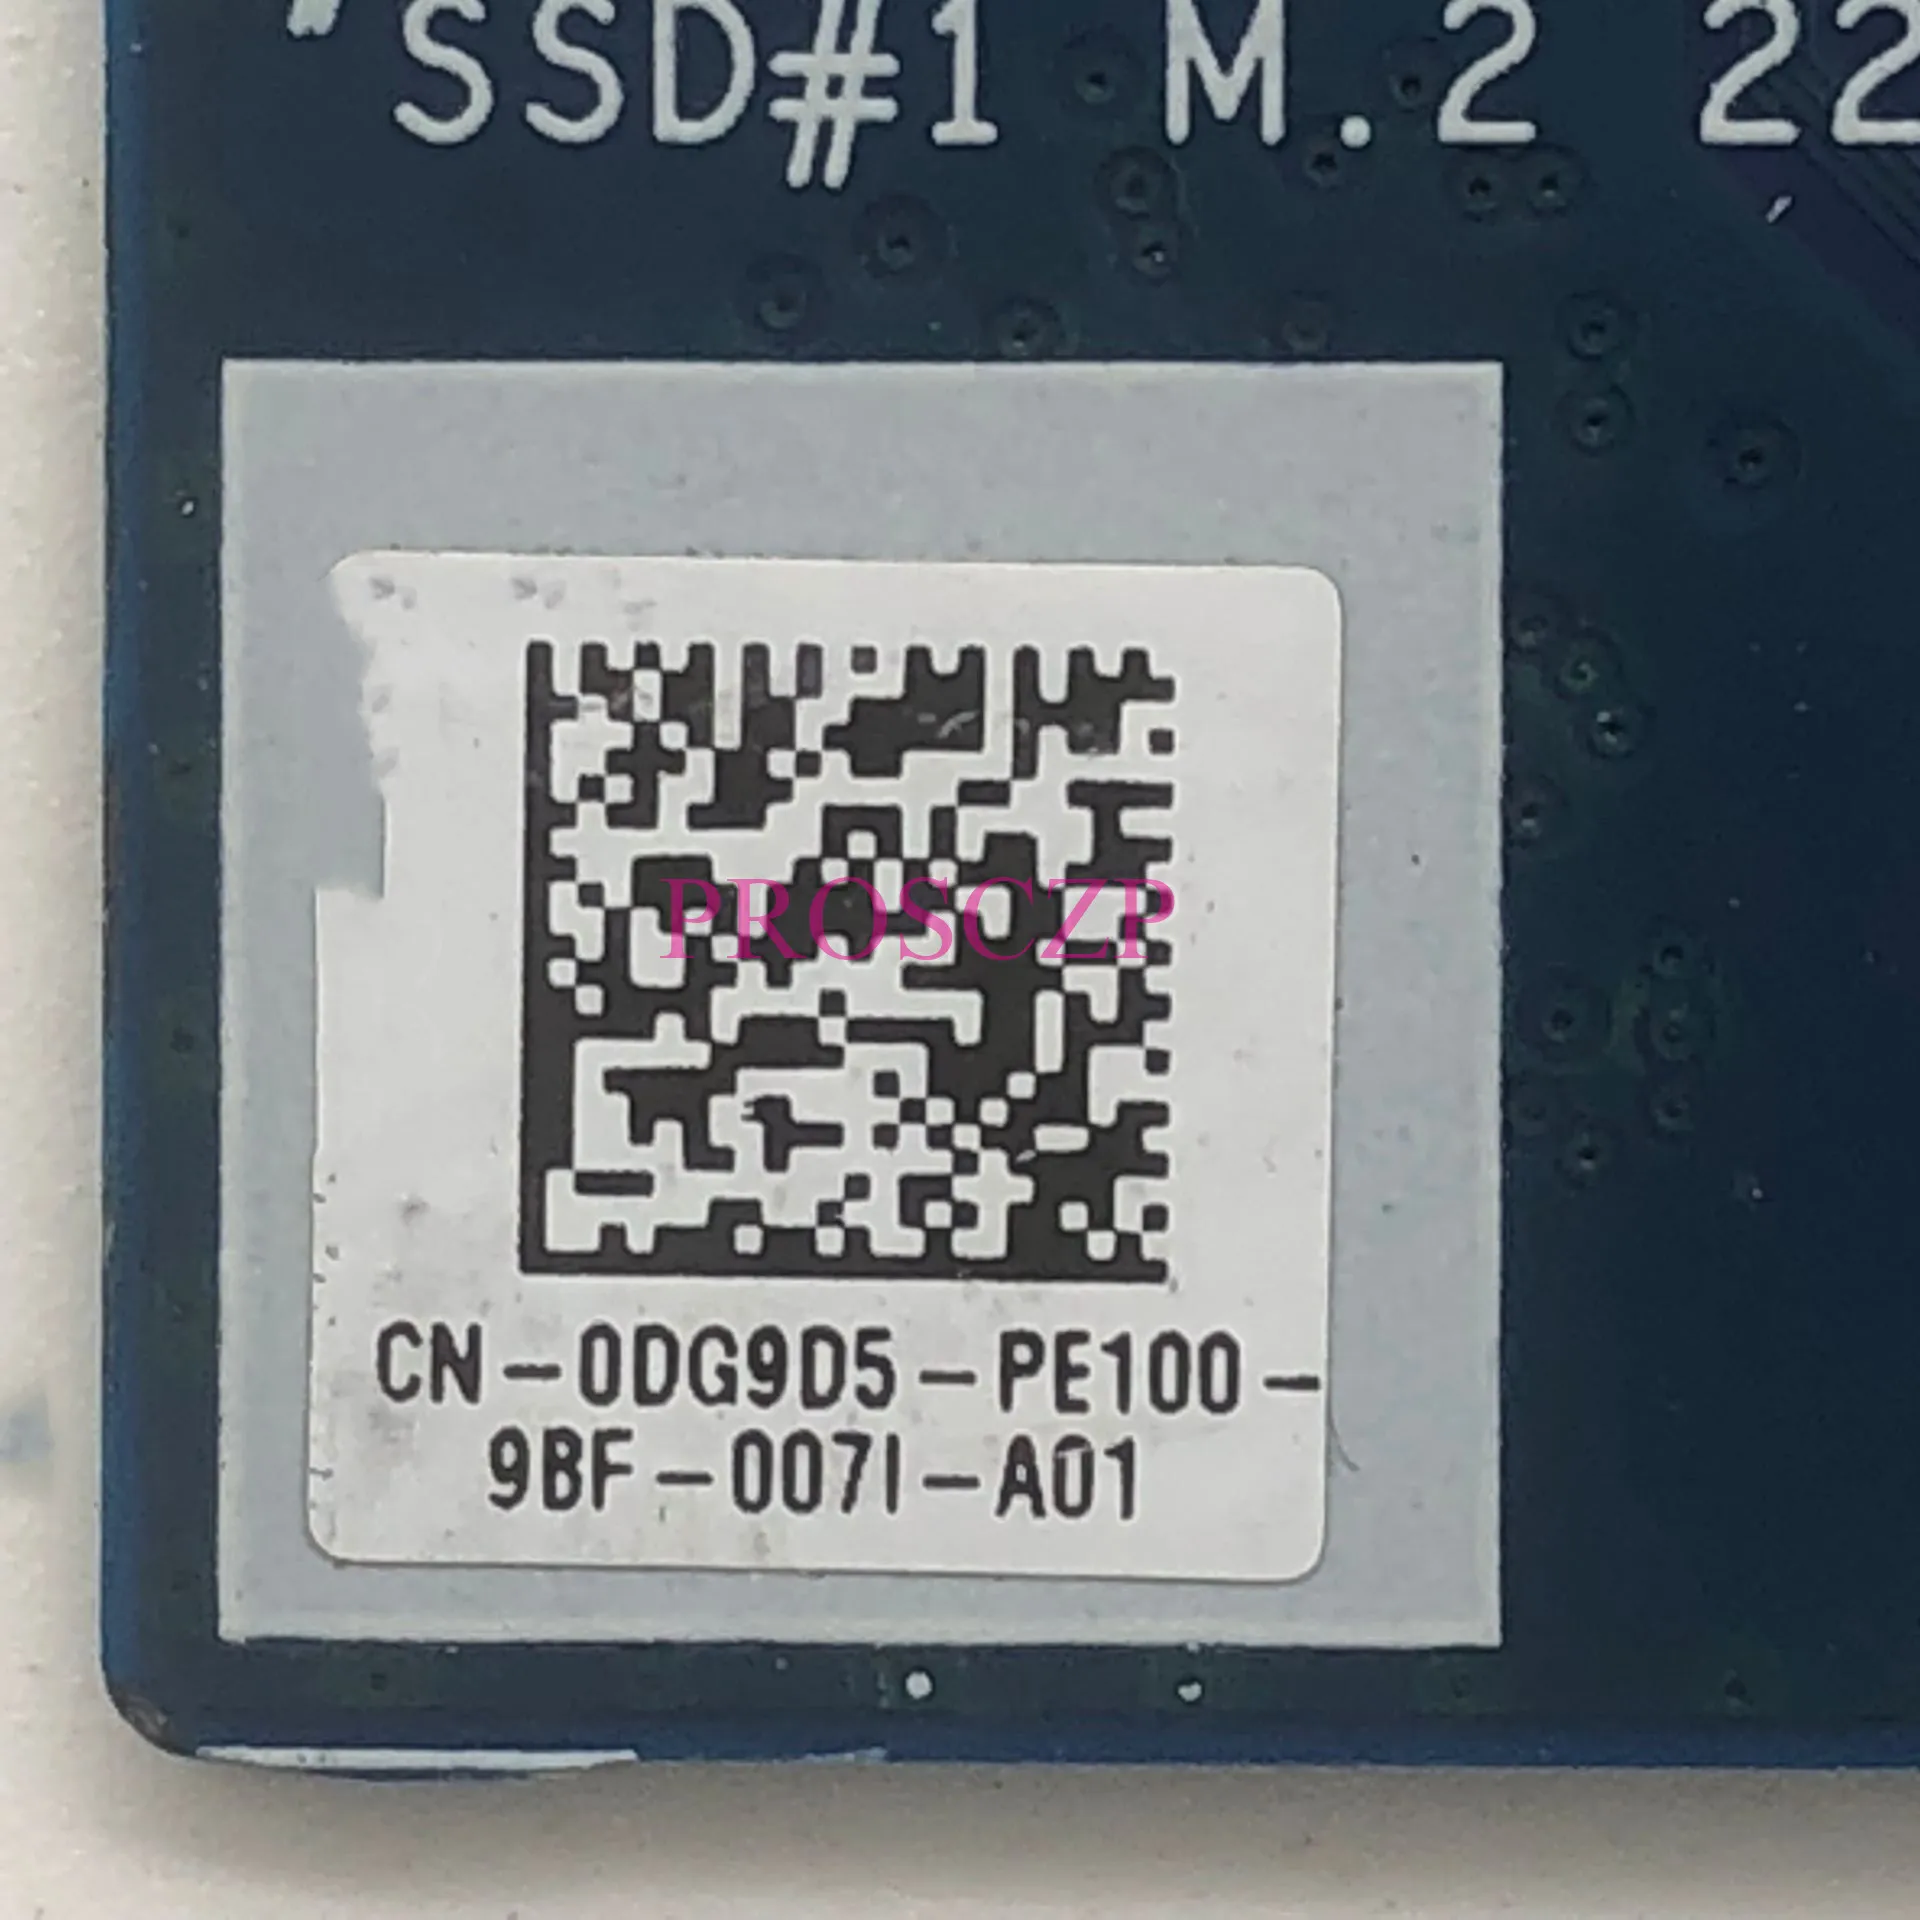 SSD#1 M.2 22
PROSCZP
CN-0DG9D5-PE100-
9BF-007I-A01